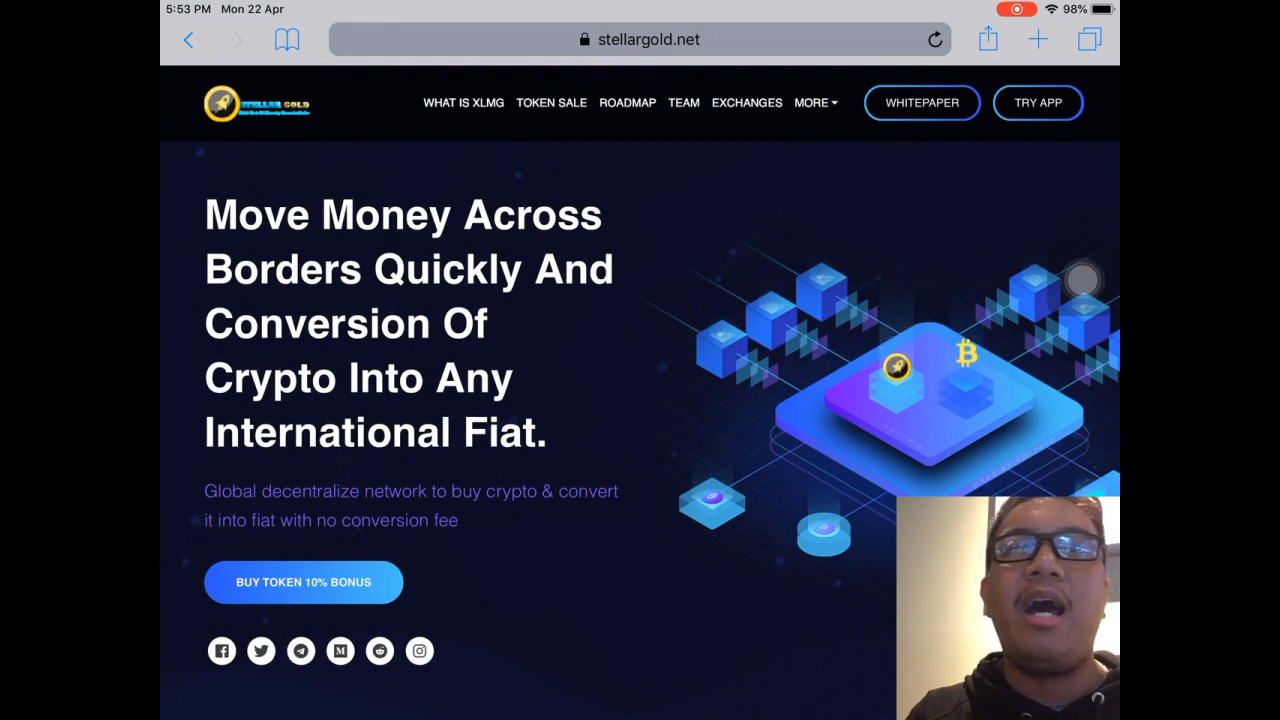 5:53 PM Mon 22 Apr 98%
stellargold.net
STELLAR GOLD
WHAT IS XLMG TOKEN SALE ROADMAP TEAM EXCHANGES MORE WHITEPAPER TRY APP
Move Money Across
Borders Quickly And
Conversion Of
Crypto Into Any
International Fiat.
Global decentralize network to buy crypto & convert
it into fiat with no conversion fee
BUY TOKEN 10% BONUS